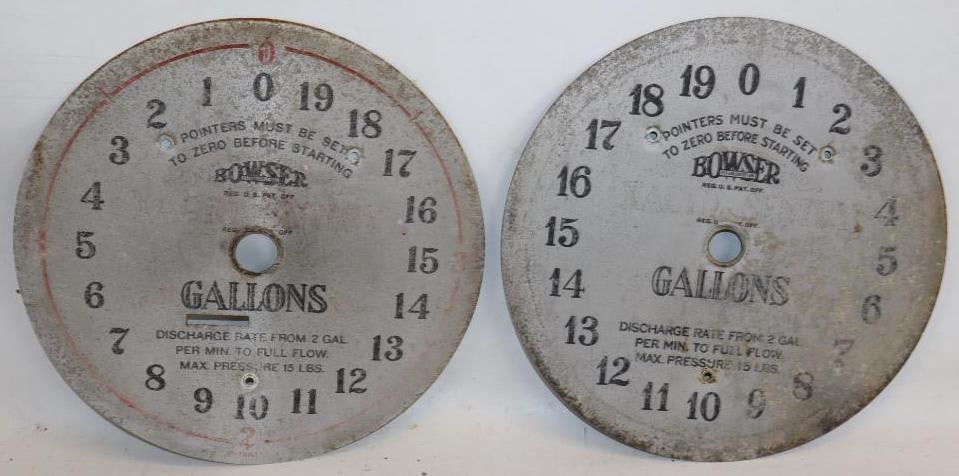 0
1 0 19
2 18
3 17
4 16
5 15
6 14
7 13
8 12
9 10 11
2
POINTERS MUST BE SET
TO ZERO BEFORE STARTING
BOWSER
REG. U.S. PAT. OFF.
GALLONS
DISCHARGE RATE FROM 2 GAL
PER MIN. TO FULL FLOW.
MAX. PRESSURE 15 LBS.
19 0 1
18 2
17 3
16 4
15 5
14 6
13 7
12 8
11 10 9
POINTERS MUST BE SET
TO ZERO BEFORE STARTING
BOWSER
REG. U.S. PAT. OFF.
GALLONS
DISCHARGE RATE FROM 2 GAL.
PER MIN. TO FULL FLOW.
MAX. PRESSURE 15 LBS.